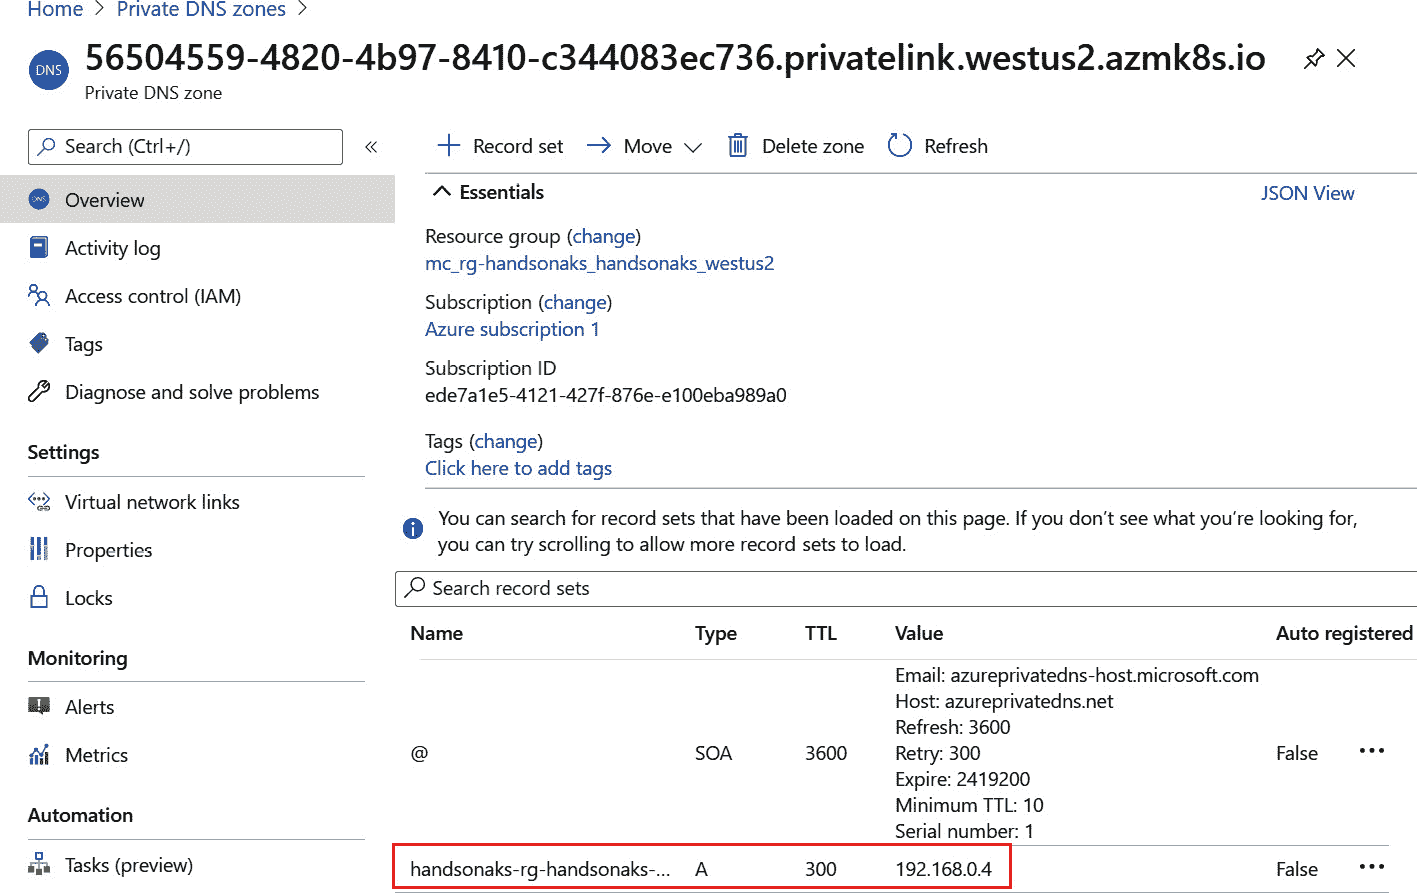 Home > Private DNS zones >
DNS
56504559-4820-4b97-8410-c344083ec736.privatelink.westus2.azmk8s.io
Private DNS zone
Search (Ctrl+/)
«
Record set
Move
Delete zone
Refresh
Overview
Activity log
Access control (IAM)
Tags
Diagnose and solve problems
Settings
Virtual network links
Properties
Locks
Monitoring
Alerts
Metrics
Automation
Tasks (preview)
Essentials
JSON View
Resource group (change)
mc_rg-handsonaks_handsonaks_westus2
Subscription (change)
Azure subscription 1
Subscription ID
ede7a1e5-4121-427f-876e-e100eba989a0
Tags (change)
Click here to add tags
You can search for record sets that have been loaded on this page. If you don’t see what you’re looking for,
you can try scrolling to allow more record sets to load.
Search record sets
Name Type TTL Value Auto registered
Email: azureprivatedns-host.microsoft.com
Host: azureprivatedns.net
Refresh: 3600
@ SOA 3600 Retry: 300 False •••
Expire: 2419200
Minimum TTL: 10
Serial number: 1
handsonaks-rg-handsonaks-... A 300 192.168.0.4 False •••